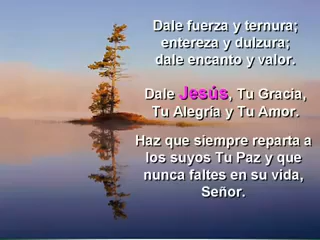 Dale fuerza y ternura;
entereza y dulzura;
dale encanto y valor.
Dale Jesús, Tu Gracia,
Tu Alegría y Tu Amor.
Haz que siempre reparta a
los suyos Tu Paz y que
nunca faltes en su vida,
Señor.